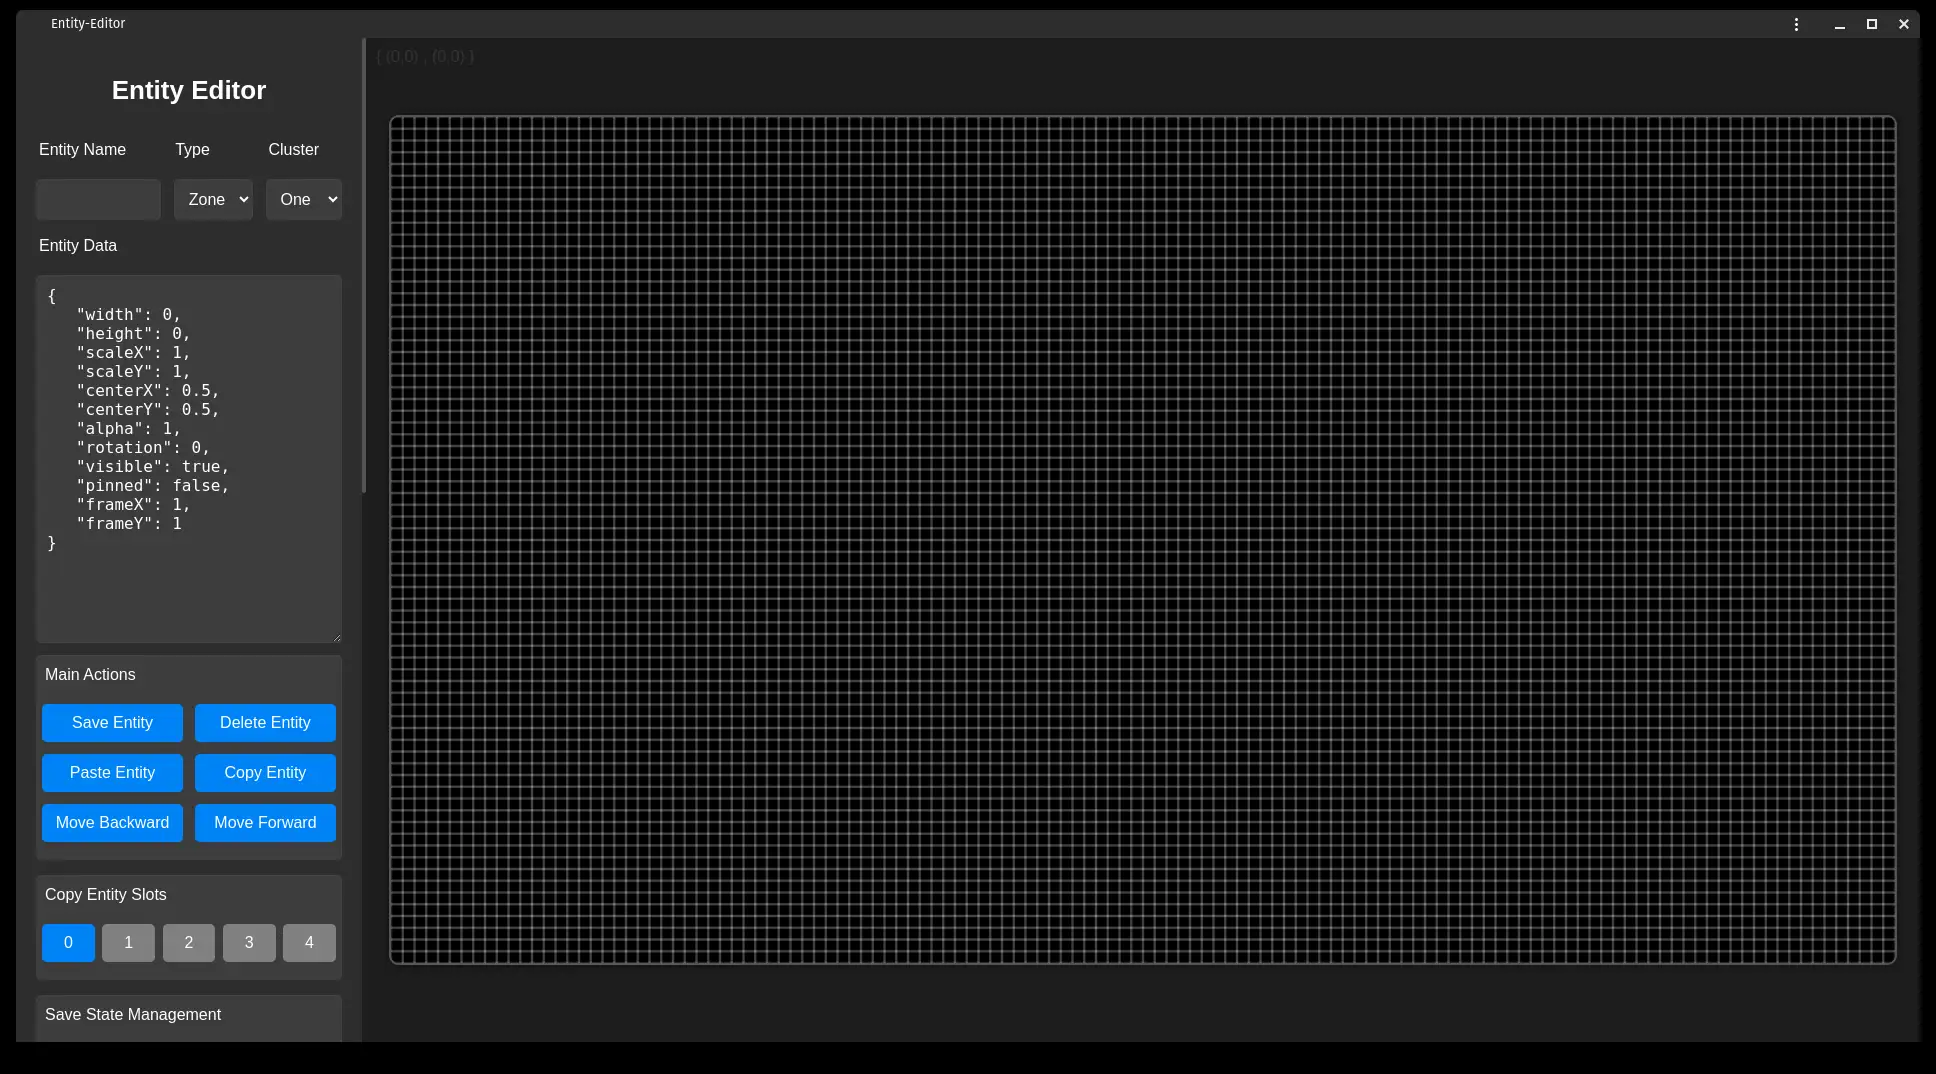 Entity-Editor
{ (0,0) , (0,0) }
Entity Editor
Entity Name Type Cluster
Zone One
Entity Data
{
"width": 0,
"height": 0,
"scaleX": 1,
"scaleY": 1,
"centerX": 0.5,
"centerY": 0.5,
"alpha": 1,
"rotation": 0,
"visible": true,
"pinned": false,
"frameX": 1,
"frameY": 1
}
Main Actions
Save Entity Delete Entity
Paste Entity Copy Entity
Move Backward Move Forward
Copy Entity Slots
0 1 2 3 4
Save State Management